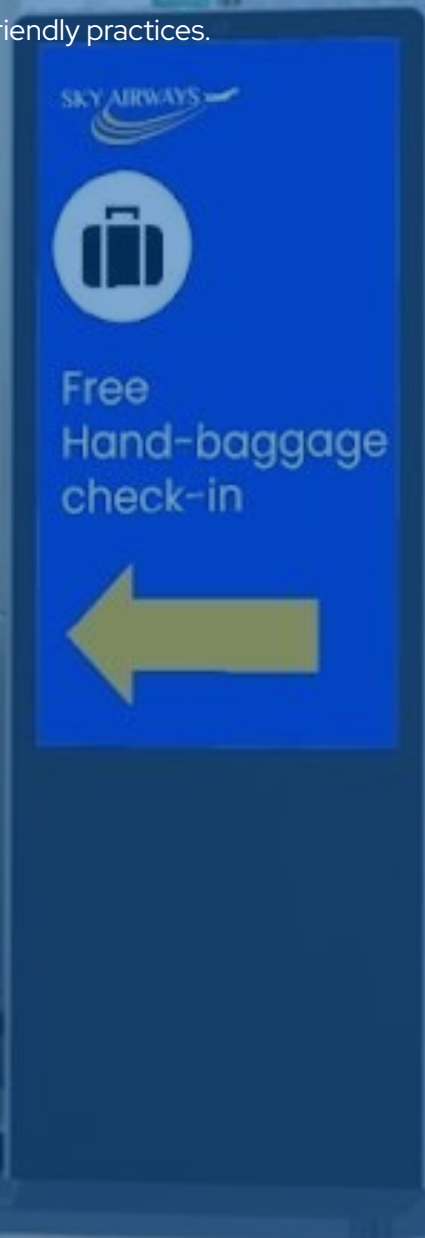 riendly practices.
SKY AIRWAYS
Free
Hand-baggage
check-in